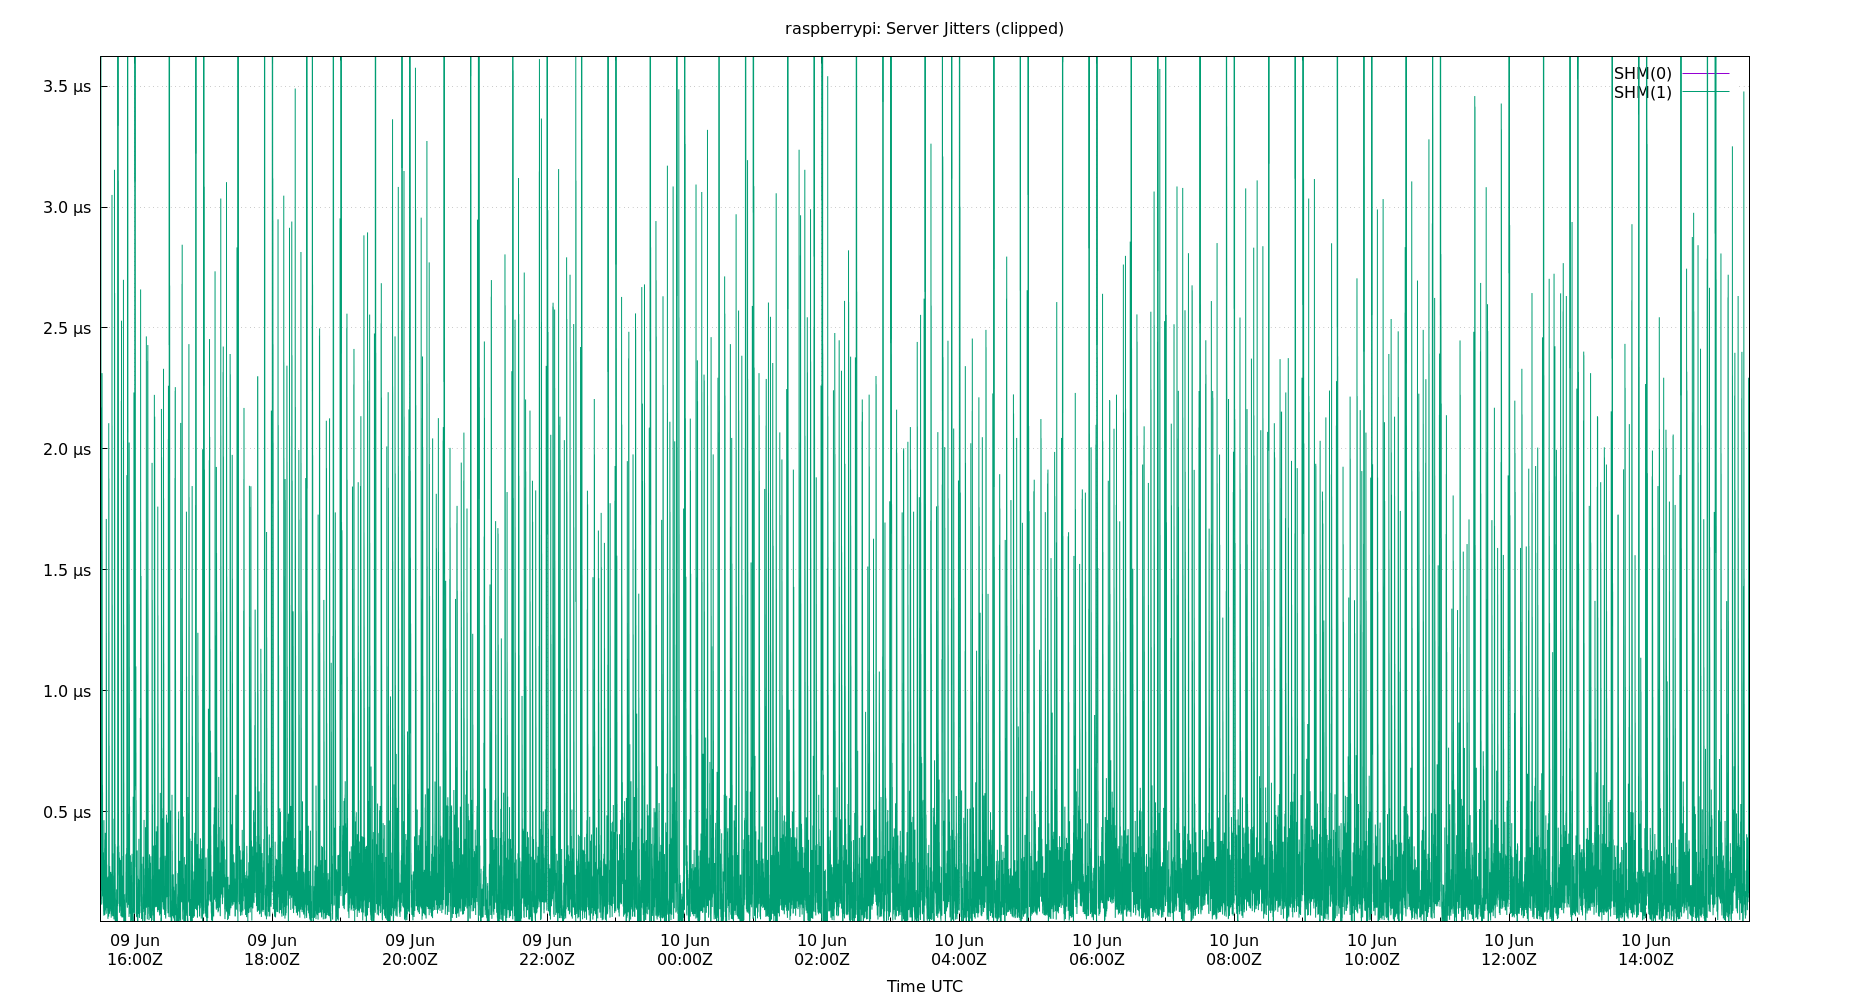 raspberrypi: Server Jitters (clipped)
SHM(0)
SHM(1)
3.5 µs
3.0 µs
2.5 µs
2.0 µs
1.5 µs
1.0 µs
0.5 µs
09 Jun 09 Jun 09 Jun 09 Jun 10 Jun 10 Jun 10 Jun 10 Jun 10 Jun 10 Jun 10 Jun 10 Jun
16:00Z 18:00Z 20:00Z 22:00Z 00:00Z 02:00Z 04:00Z 06:00Z 08:00Z 10:00Z 12:00Z 14:00Z
Time UTC